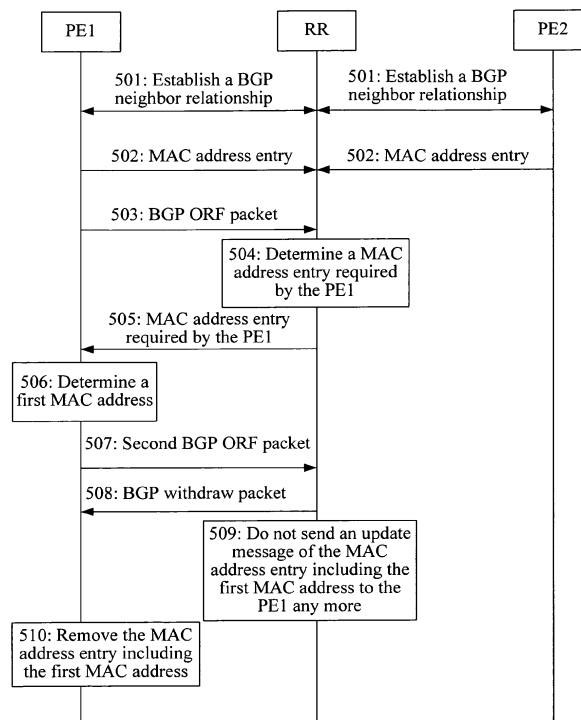 PE1
RR
PE2
501: Establish a BGP
neighbor relationship
501: Establish a BGP
neighbor relationship
502: MAC address entry
502: MAC address entry
503: BGP ORF packet
504: Determine a MAC
address entry required
by the PE1
505: MAC address entry
required by the PE1
506: Determine a
first MAC address
507: Second BGP ORF packet
508: BGP withdraw packet
509: Do not send an update
message of the MAC
address entry including the
first MAC address to the
PE1 any more
510: Remove the MAC
address entry including
the first MAC address